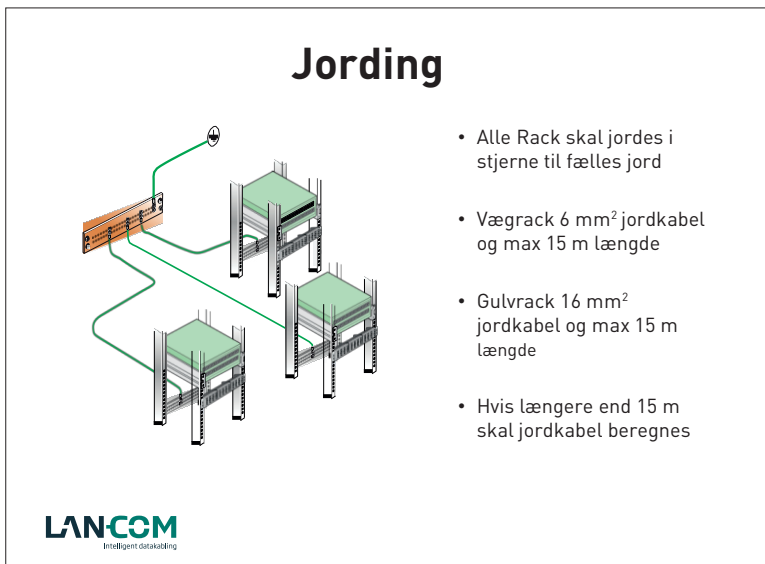 Jording
• Alle Rack skal jordes i
stjerne til fælles jord
• Vægrack 6 mm² jordkabel
og max 15 m længde
• Gulvrack 16 mm²
jordkabel og max 15 m
længde
• Hvis længere end 15 m
skal jordkabel beregnes
LAN-COM
Intelligent datakabling